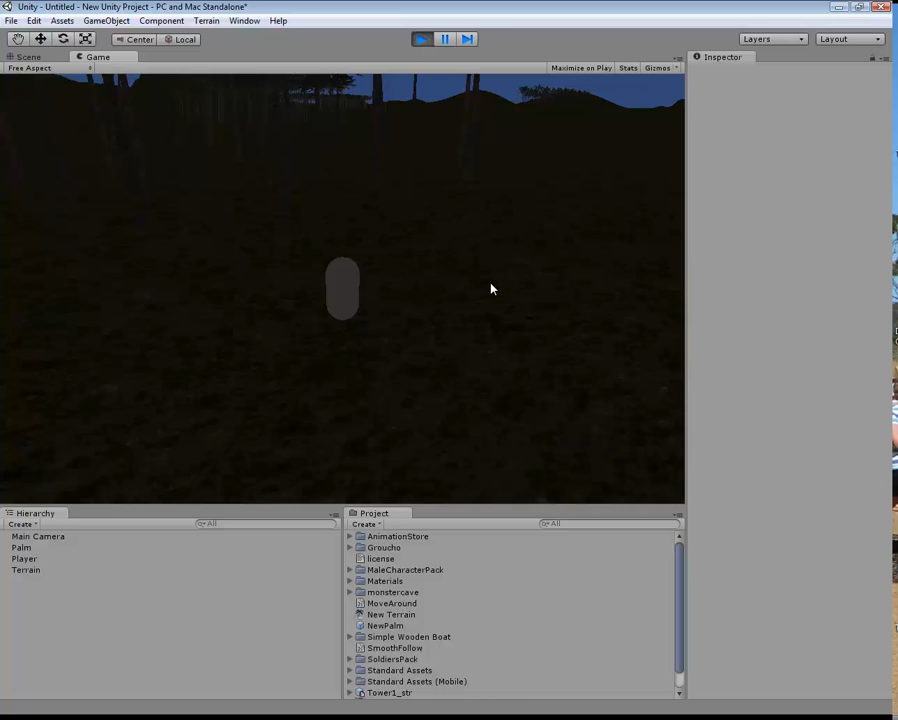 Unity - Untitled - New Unity Project - PC and Mac Standalone*
File Edit Assets GameObject Component Terrain Window Help
Center Local Layers Layout
Scene Game Inspector
Free Aspect Maximize on Play Stats Gizmos
Hierarchy Project
Create All Create All
Main Camera
Palm
Player
Terrain
AnimationStore
Groucho
license
MaleCharacterPack
Materials
monstercave
MoveAround
New Terrain
NewPalm
Simple Wooden Boat
SmoothFollow
SoldiersPack
Standard Assets
Standard Assets (Mobile)
Tower1_str